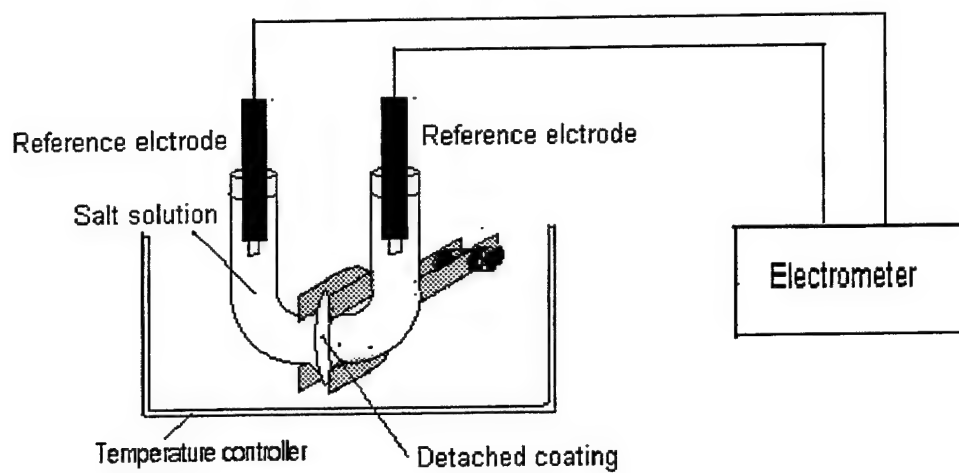 Reference elctrode
Reference elctrode
Salt solution
Electrometer
Temperature controller
Detached coating